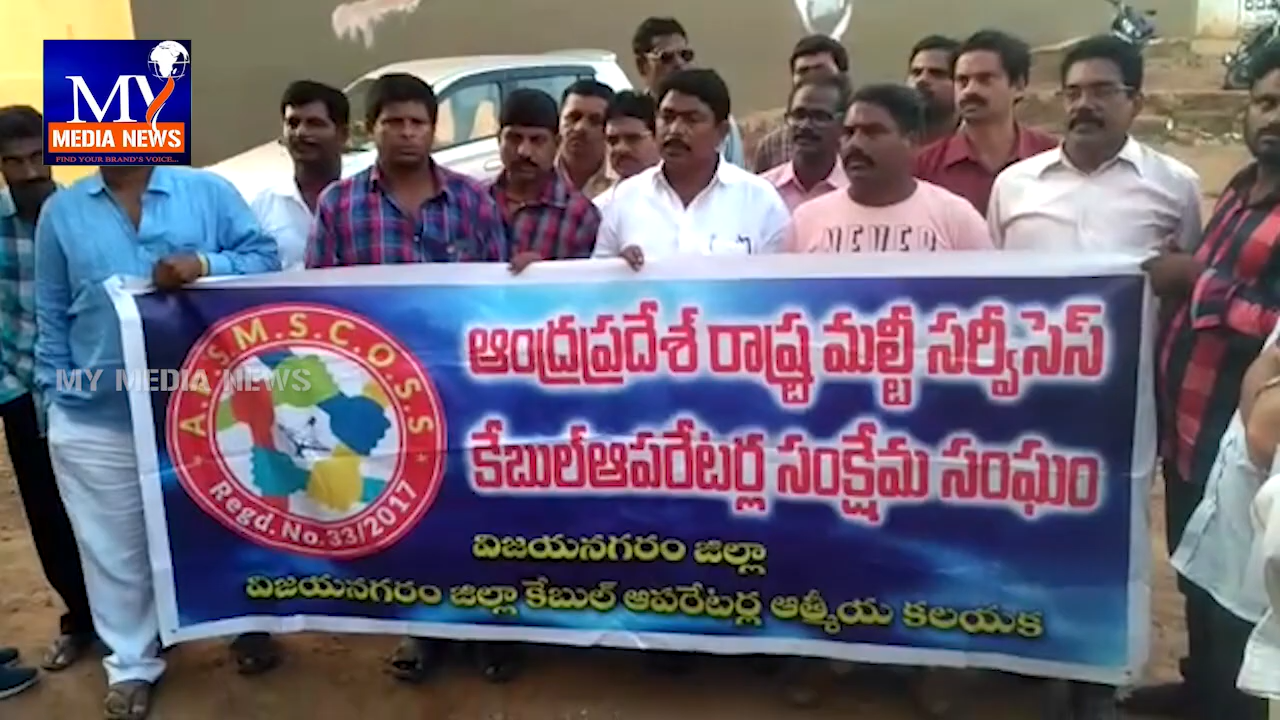 MY
MEDIA NEWS
FIND YOUR BRAND'S VOICE...
NEVER
A.P.S.M.S.C.O.S.S
Regd.No.33/2017
MY MEDIA NEWS
ఆంధ్రప్రదేశ్ రాష్ట్ర మల్టీ సర్వీసెస్
కేబుల్ఆపరేటర్ల సంక్షేమ సంఘం
విజయనగరం జిల్లా
విజయనగరం జిల్లా కేబుల్ ఆపరేటర్ల ఆత్మీయ కలయిక